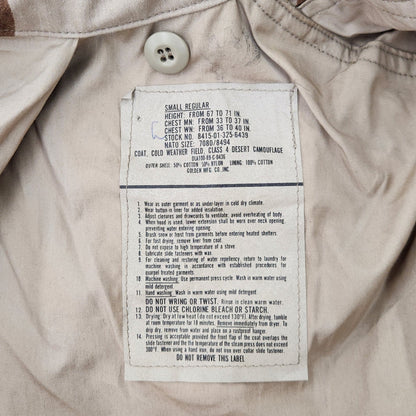 SMALL REGULAR
HEIGHT: FROM 67 TO 71 IN.
CHEST MN: FROM 33 TO 37 IN.
CHEST WN: FROM 36 TO 40 IN.
STOCK NO. 8415-01-325-6439
NATO SIZE: 7080/8494
COAT, COLD WEATHER FIELD, CLASS 4 DESERT CAMOUFLAGE
DLA100-89-C-0436
OUTER SHELL: 50% COTTON 50% NYLON LINING: 100% COTTON
GOLDEN MFG. CO., INC
1. Wear as outer garment or as under-layer in cold dry climate.
2. Wear button in liner for added insulation.
3. Adjust closures and drawcords to ventilate, avoid overheating of body.
4. When hood is used, lower extension shall be worn over neck opening, preventing water entering opening.
5. Brush snow or frost from garments before entering heated shelters.
6. For fast drying, remove liner from coat.
7. Do not expose to high temperature of a stove.
8. Lubricate slide fasteners with wax.
9. For cleaning and restoring of water repellency, return to laundry for
machine washing in accordance with established procedures for
quarpel treated garments.
10. Machine washing: Use permanent press cycle. Wash in warm water using
mild detergent.
11. Hand washing: Wash in warm water using mild detergent.
DO NOT WRING OR TWIST. Rinse in clean warm water.
12. DO NOT USE CHLORINE BLEACH OR STARCH.
13. Drying: Dry at low heat (do not exceed 130°F). After drying, tumble
at room temperature for 10 minutes. Remove immediately from dryer. To
drip dry, remove water and place on a rustproof hanger.
14. Pressing is acceptable provided the front flap of the coat overlaps the
slide fastener and the the temperature of the steam press does not exceed
300°F. When using a hand iron, do not iron over collar slide fastener.
DO NOT REMOVE THIS LABEL